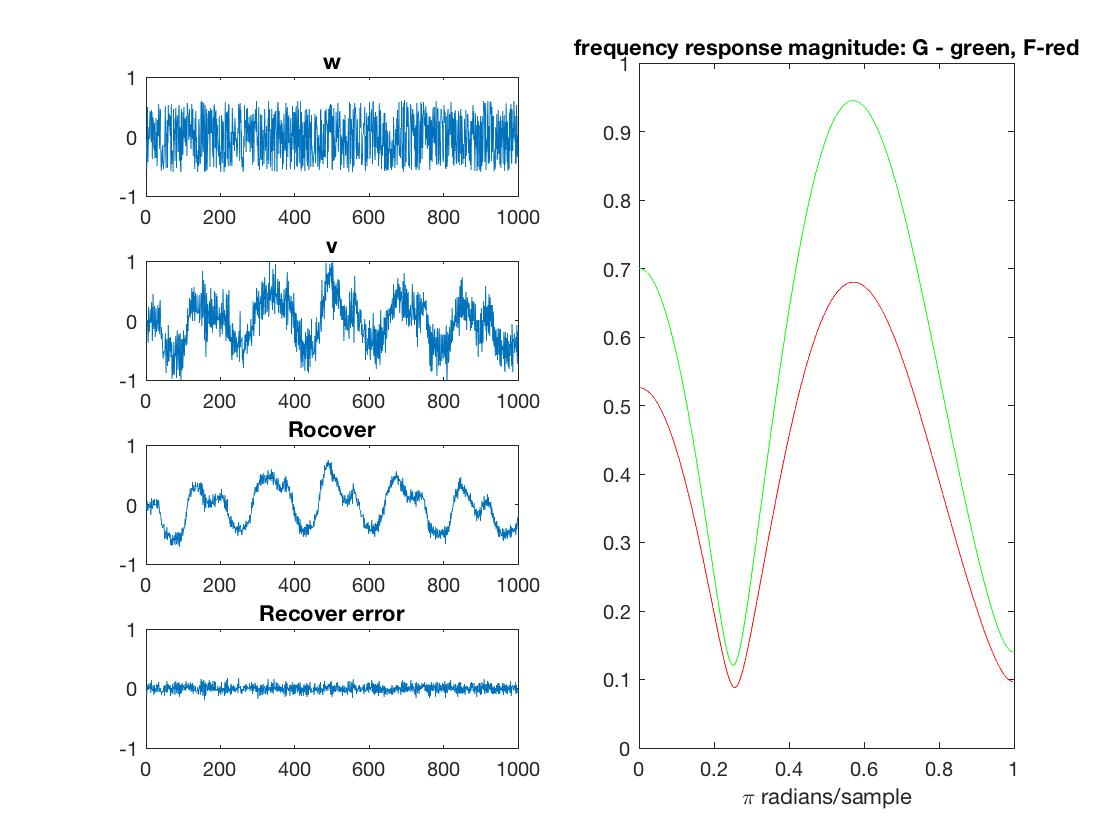 w
1
0
-1
0 200 400 600 800 1000
v
1
0
-1
0 200 400 600 800 1000
Rocover
1
0
-1
0 200 400 600 800 1000
Recover error
1
0
-1
0 200 400 600 800 1000
frequency response magnitude: G - green, F-red
1
0.9
0.8
0.7
0.6
0.5
0.4
0.3
0.2
0.1
0
0 0.2 0.4 0.6 0.8 1
π radians/sample